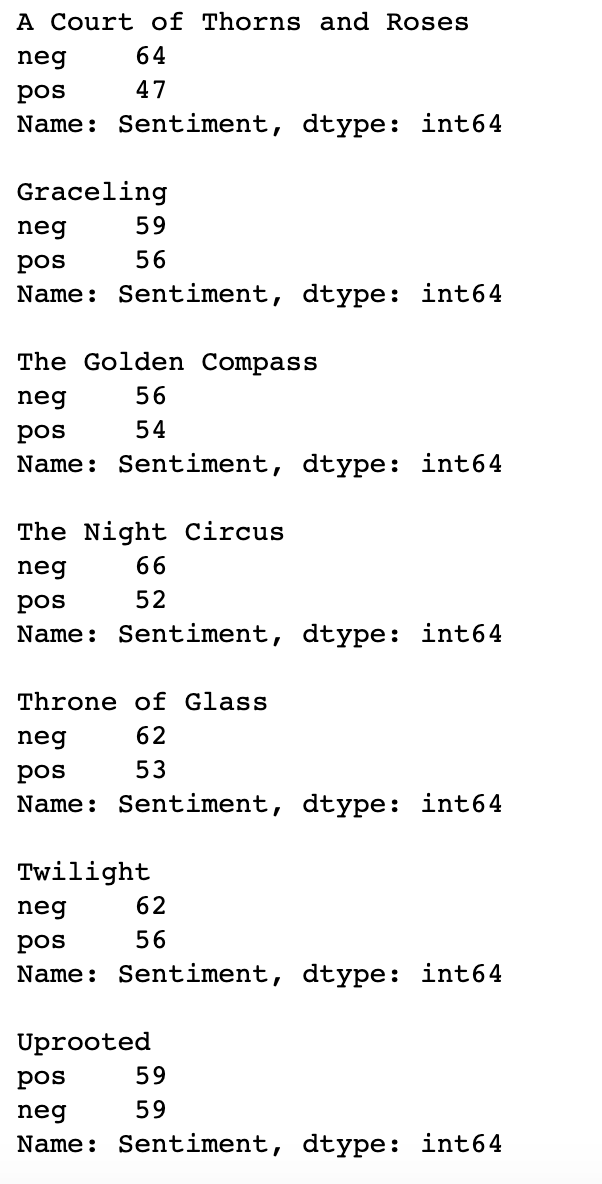 A Court of Thorns and Roses
neg    64
pos    47
Name: Sentiment, dtype: int64

Graceling
neg    59
pos    56
Name: Sentiment, dtype: int64

The Golden Compass
neg    56
pos    54
Name: Sentiment, dtype: int64

The Night Circus
neg    66
pos    52
Name: Sentiment, dtype: int64

Throne of Glass
neg    62
pos    53
Name: Sentiment, dtype: int64

Twilight
neg    62
pos    56
Name: Sentiment, dtype: int64

Uprooted
pos    59
neg    59
Name: Sentiment, dtype: int64